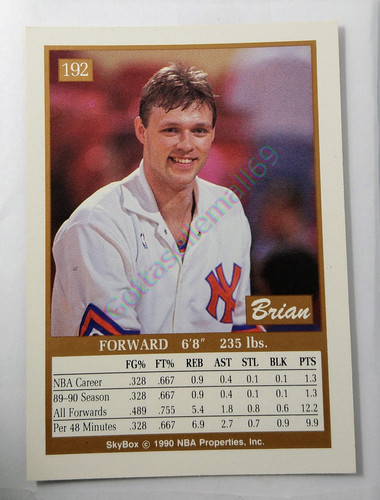 192
NY
Brian
FORWARD 6'8" 235 lbs.
FG% FT% REB AST STL BLK PTS
NBA Career .328 .667 0.9 0.4 0.1 0.1 1.3
89–90 Season .328 .667 0.9 0.4 0.1 0.1 1.3
All Forwards .489 .755 5.4 1.8 0.8 0.6 12.2
Per 48 Minutes .328 .667 6.9 2.7 0.7 0.9 9.9
SkyBox © 1990 NBA Properties, Inc.